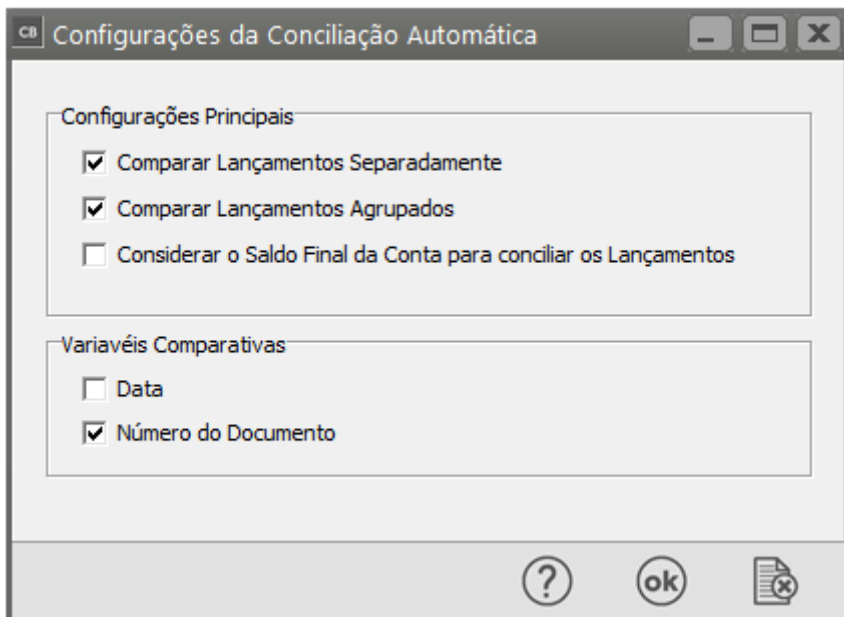 CB Configurações da Conciliação Automática
Configurações Principais
Comparar Lançamentos Separadamente
Comparar Lançamentos Agrupados
Considerar o Saldo Final da Conta para conciliar os Lançamentos
Variavéis Comparativas
Data
Número do Documento
? ok